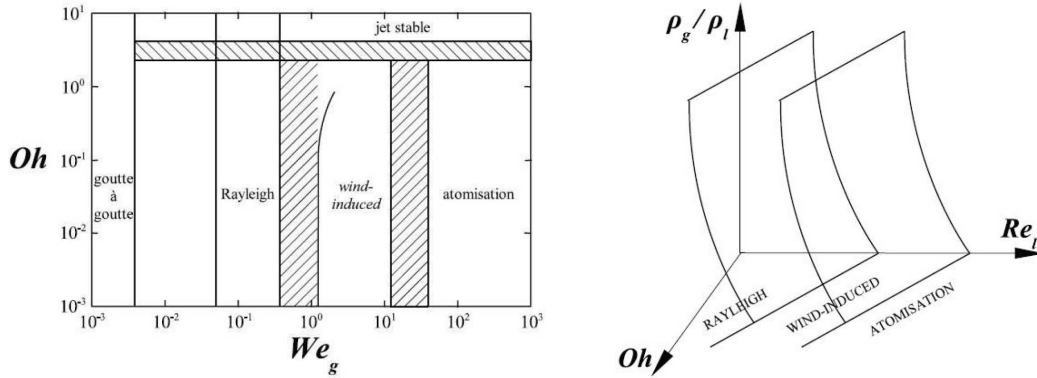 jet stable
10¹
10⁰
10⁻¹
10⁻²
10⁻³
Oh
goutte
à
goutte
Rayleigh
wind-
induced
atomisation
10⁻³ 10⁻² 10⁻¹ 10⁰ 10¹ 10² 10³
We_g
ρ_g/ρ_l
Re_l
Oh
RAYLEIGH
WIND-INDUCED
ATOMISATION